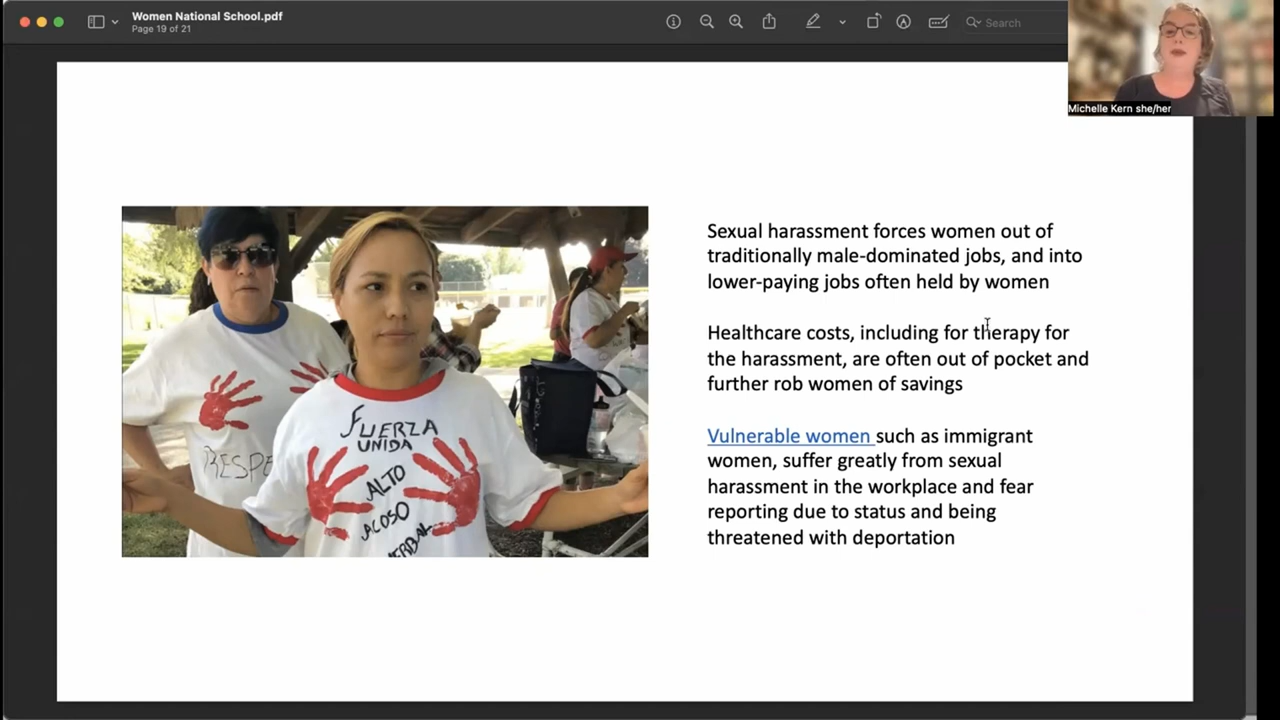 Women National School.pdf
Page 19 of 21
Search
Michelle Kern she/her
FUERZA
UNIDA
ALTO
ACOSO
RESPE
Sexual harassment forces women out of
traditionally male-dominated jobs, and into
lower-paying jobs often held by women
Healthcare costs, including for therapy for
the harassment, are often out of pocket and
further rob women of savings
Vulnerable women such as immigrant
women, suffer greatly from sexual
harassment in the workplace and fear
reporting due to status and being
threatened with deportation